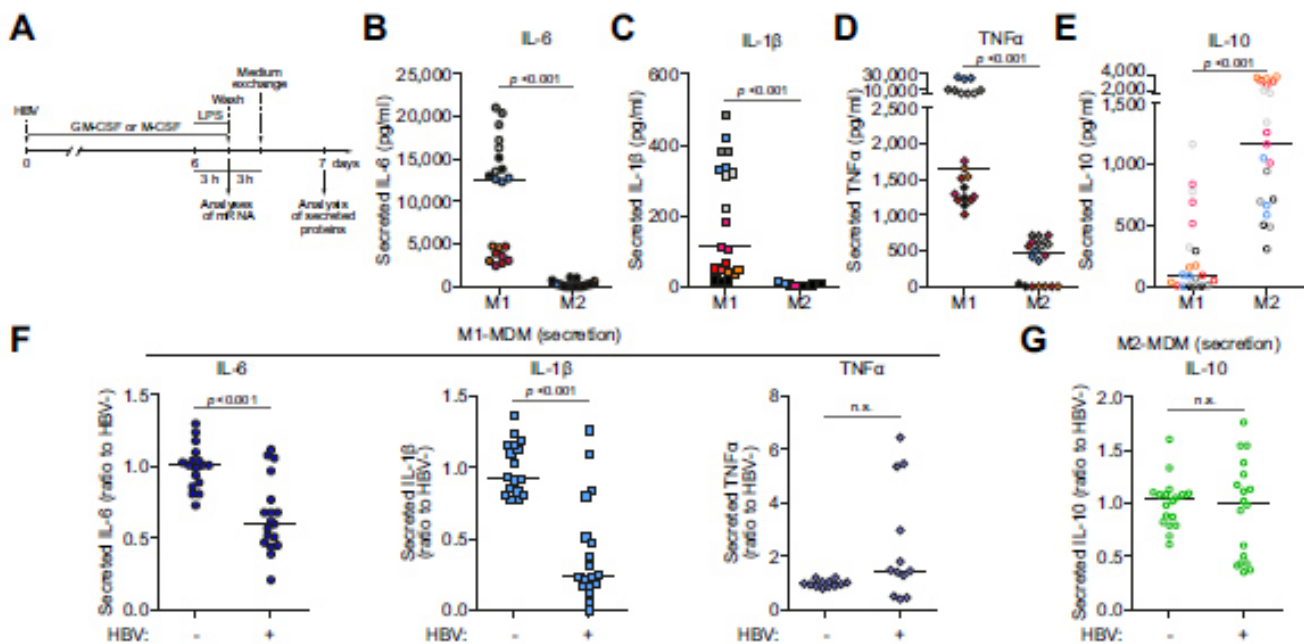 A
Medium
exchange
Wash
HBV
LPS
GM-CSF or M-CSF
0
6
7 days
3 h
3 h
Analyses
of mRNA
Analysis
of secreted
proteins
B
IL-6
p <0.001
Secreted IL-6 (pg/ml)
25,000
20,000
15,000
10,000
5,000
0
M1
M2
C
IL-1β
p <0.001
Secreted IL-1β (pg/ml)
600
400
200
0
M1
M2
D
TNFα
p <0.001
Secreted TNFα (pg/ml)
30,000
10,000
2,500
2,000
1,500
1,000
500
0
M1
M2
E
IL-10
p <0.001
Secreted IL-10 (pg/ml)
4,000
2,000
1,500
1,000
500
0
M1
M2
F
M1-MDM (secretion)
IL-6
p <0.001
Secreted IL-6 (ratio to HBV-)
1.5
1.0
0.5
0.0
HBV:
-
+
IL-1β
p <0.001
Secreted IL-1β
(ratio to HBV-)
1.5
1.0
0.5
0.0
HBV:
-
+
TNFα
n.s.
Secreted TNFα
(ratio to HBV-)
8
6
4
2
0
HBV:
-
+
G
M2-MDM (secretion)
IL-10
n.s.
Secreted IL-10 (ratio to HBV-)
2.0
1.5
1.0
0.5
0.0
HBV:
-
+